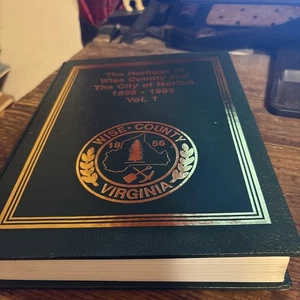 The Heritage of
Wise County and
The City of Norton
1856 - 1993
Vol. 1
WISE COUNTY
18 56
VIRGINIA